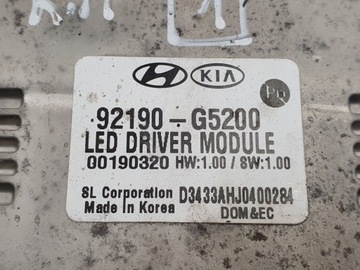 KIA
92190-G5200
LED DRIVER MODULE
00190320 HW:1.00 / SW:1.00
SL Corporation D3433AHJ0400284
Made in Korea DOM&EC